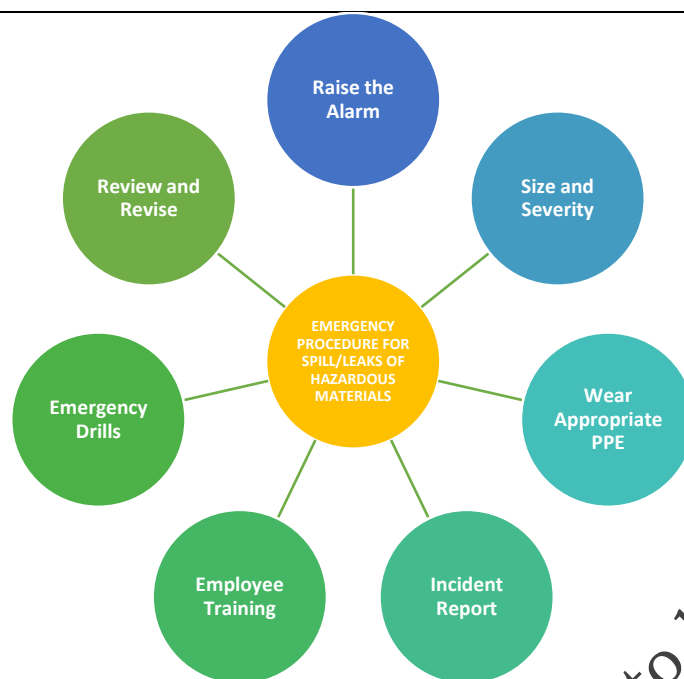 Raise the
Alarm
Size and
Severity
Wear
Appropriate
PPE
Incident
Report
Employee
Training
Emergency
Drills
Review and
Revise
EMERGENCY
PROCEDURE FOR
SPILL/LEAKS OF
HAZARDOUS
MATERIALS